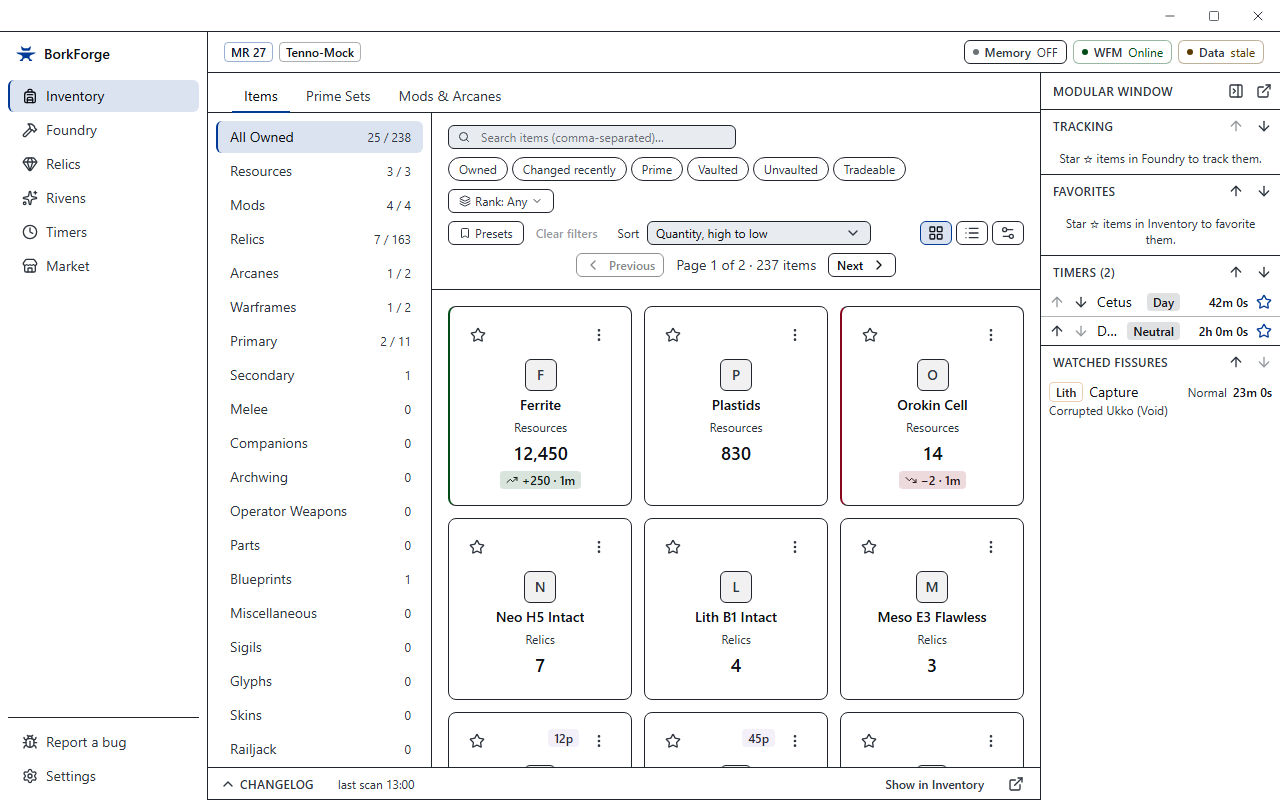 BorkForge
MR 27
Tenno-Mock
Memory OFF
WFM Online
Data stale
Inventory
Foundry
Relics
Rivens
Timers
Market
Report a bug
Settings
Items
Prime Sets
Mods & Arcanes
All Owned 25 / 238
Resources 3 / 3
Mods 4 / 4
Relics 7 / 163
Arcanes 1 / 2
Warframes 1 / 2
Primary 2 / 11
Secondary 1
Melee 0
Companions 0
Archwing 0
Operator Weapons 0
Parts 0
Blueprints 1
Miscellaneous 0
Sigils 0
Glyphs 0
Skins 0
Railjack 0
Search items (comma-separated)...
Owned
Changed recently
Prime
Vaulted
Unvaulted
Tradeable
Rank: Any
Presets
Clear filters
Sort
Quantity, high to low
Previous
Page 1 of 2 · 237 items
Next
F
Ferrite
Resources
12,450
+250 · 1m
P
Plastids
Resources
830
O
Orokin Cell
Resources
14
−2 · 1m
N
Neo H5 Intact
Relics
7
L
Lith B1 Intact
Relics
4
M
Meso E3 Flawless
Relics
3
12p
45p
CHANGELOG
last scan 13:00
Show in Inventory
MODULAR WINDOW
TRACKING
Star ☆ items in Foundry to track them.
FAVORITES
Star ☆ items in Inventory to favorite
them.
TIMERS (2)
Cetus Day 42m 0s
D... Neutral 2h 0m 0s
WATCHED FISSURES
Lith Capture Normal 23m 0s
Corrupted Ukko (Void)